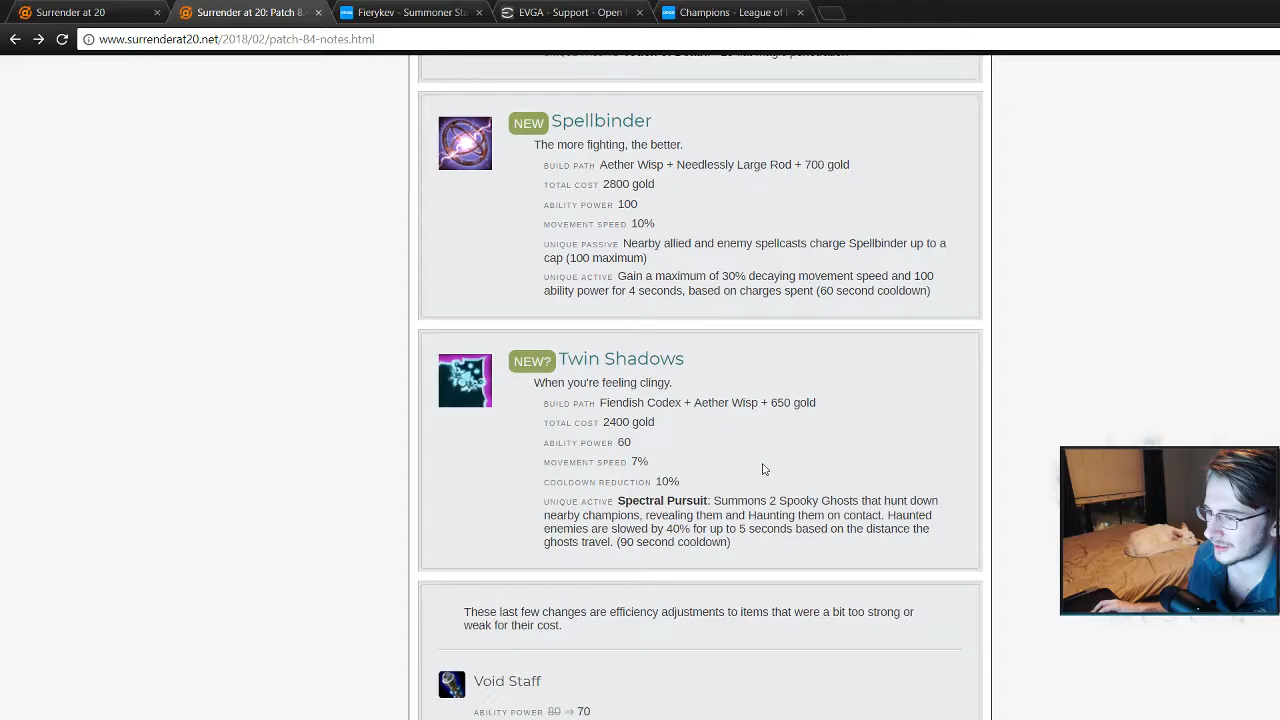 Surrender at 20
Surrender at 20: Patch 8.
Fierykev - Summoner Sta
EVGA - Support - Open
Champions - League of L
www.surrenderat20.net/2018/02/patch-84-notes.html
NEW Spellbinder
The more fighting, the better.
BUILD PATH Aether Wisp + Needlessly Large Rod + 700 gold
TOTAL COST 2800 gold
ABILITY POWER 100
MOVEMENT SPEED 10%
UNIQUE PASSIVE Nearby allied and enemy spellcasts charge Spellbinder up to a
cap (100 maximum)
UNIQUE ACTIVE Gain a maximum of 30% decaying movement speed and 100
ability power for 4 seconds, based on charges spent (60 second cooldown)
NEW? Twin Shadows
When you're feeling clingy.
BUILD PATH Fiendish Codex + Aether Wisp + 650 gold
TOTAL COST 2400 gold
ABILITY POWER 60
MOVEMENT SPEED 7%
COOLDOWN REDUCTION 10%
UNIQUE ACTIVE Spectral Pursuit: Summons 2 Spooky Ghosts that hunt down
nearby champions, revealing them and Haunting them on contact. Haunted
enemies are slowed by 40% for up to 5 seconds based on the distance the
ghosts travel. (90 second cooldown)
These last few changes are efficiency adjustments to items that were a bit too strong or
weak for their cost.
Void Staff
ABILITY POWER 80 ⇒ 70